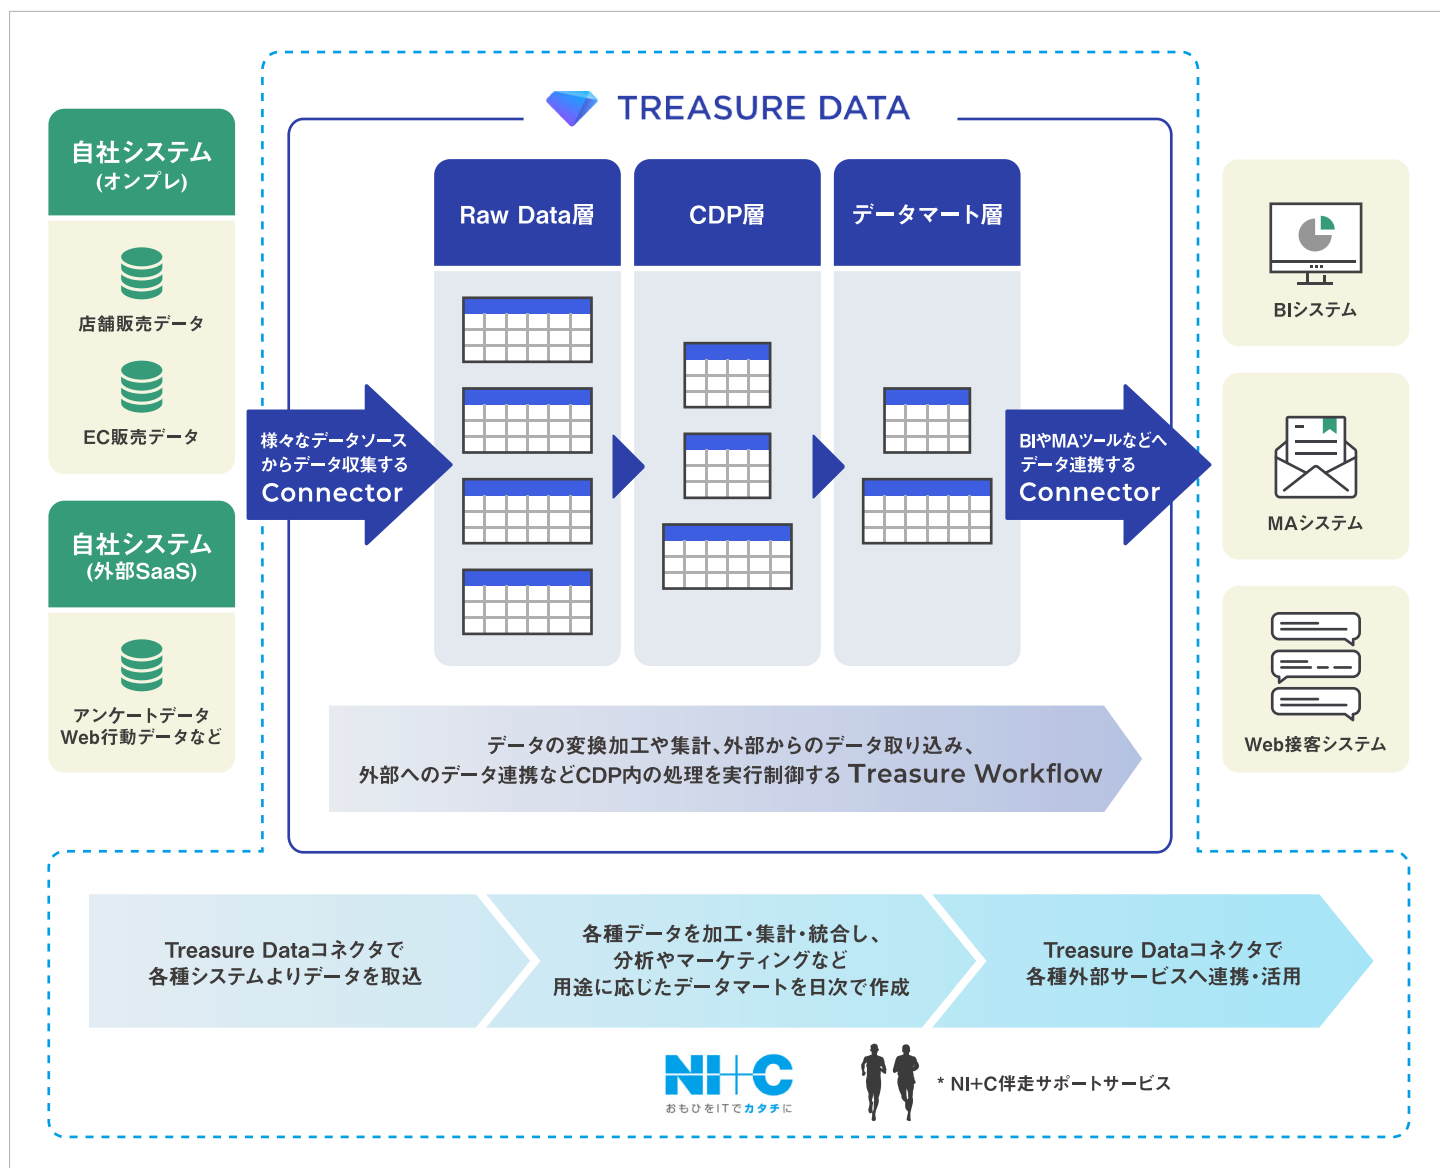 TREASURE DATA
自社システム
(オンプレ)
店舗販売データ
EC販売データ
自社システム
(外部SaaS)
アンケートデータ
Web行動データなど
様々なデータソース
からデータ収集する
Connector
Raw Data層
CDP層
データマート層
BIやMAツールなどへ
データ連携する
Connector
BIシステム
MAシステム
Web接客システム
データの変換加工や集計、外部からのデータ取り込み、
外部へのデータ連携などCDP内の処理を実行制御する Treasure Workflow
Treasure Dataコネクタで
各種システムよりデータを取込
各種データを加工・集計・統合し、
分析やマーケティングなど
用途に応じたデータマートを日次で作成
Treasure Dataコネクタで
各種外部サービスへ連携・活用
NI+C
おもひをITでカタチに
* NI+C伴走サポートサービス